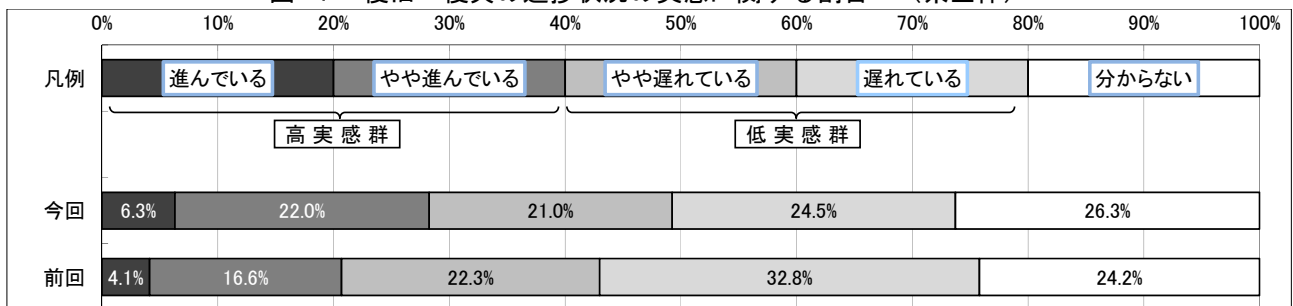 0% 10% 20% 30% 40% 50% 60% 70% 80% 90% 100%
凡例 進んでいる やや進んでいる やや遅れている 遅れている 分からない
高実感群 低実感群
今回 6.3% 22.0% 21.0% 24.5% 26.3%
前回 4.1% 16.6% 22.3% 32.8% 24.2%